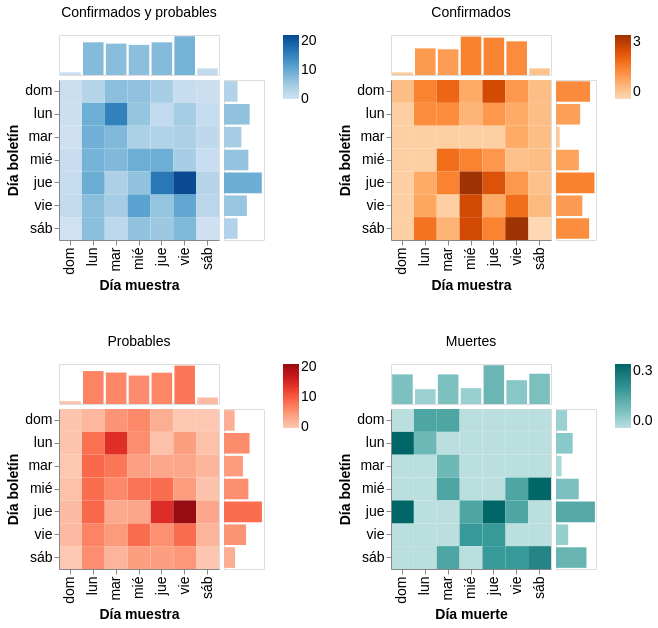 Confirmados y probables
20
10
0
dom
lun
mar
mié
jue
vie
sáb
Día boletín
dom
lun
mar
mié
jue
vie
sáb
Día muestra
Confirmados
3
0
dom
lun
mar
mié
jue
vie
sáb
Día boletín
dom
lun
mar
mié
jue
vie
sáb
Día muestra
Probables
20
10
0
dom
lun
mar
mié
jue
vie
sáb
Día boletín
dom
lun
mar
mié
jue
vie
sáb
Día muestra
Muertes
0.3
0.0
dom
lun
mar
mié
jue
vie
sáb
Día boletín
dom
lun
mar
mié
jue
vie
sáb
Día muerte